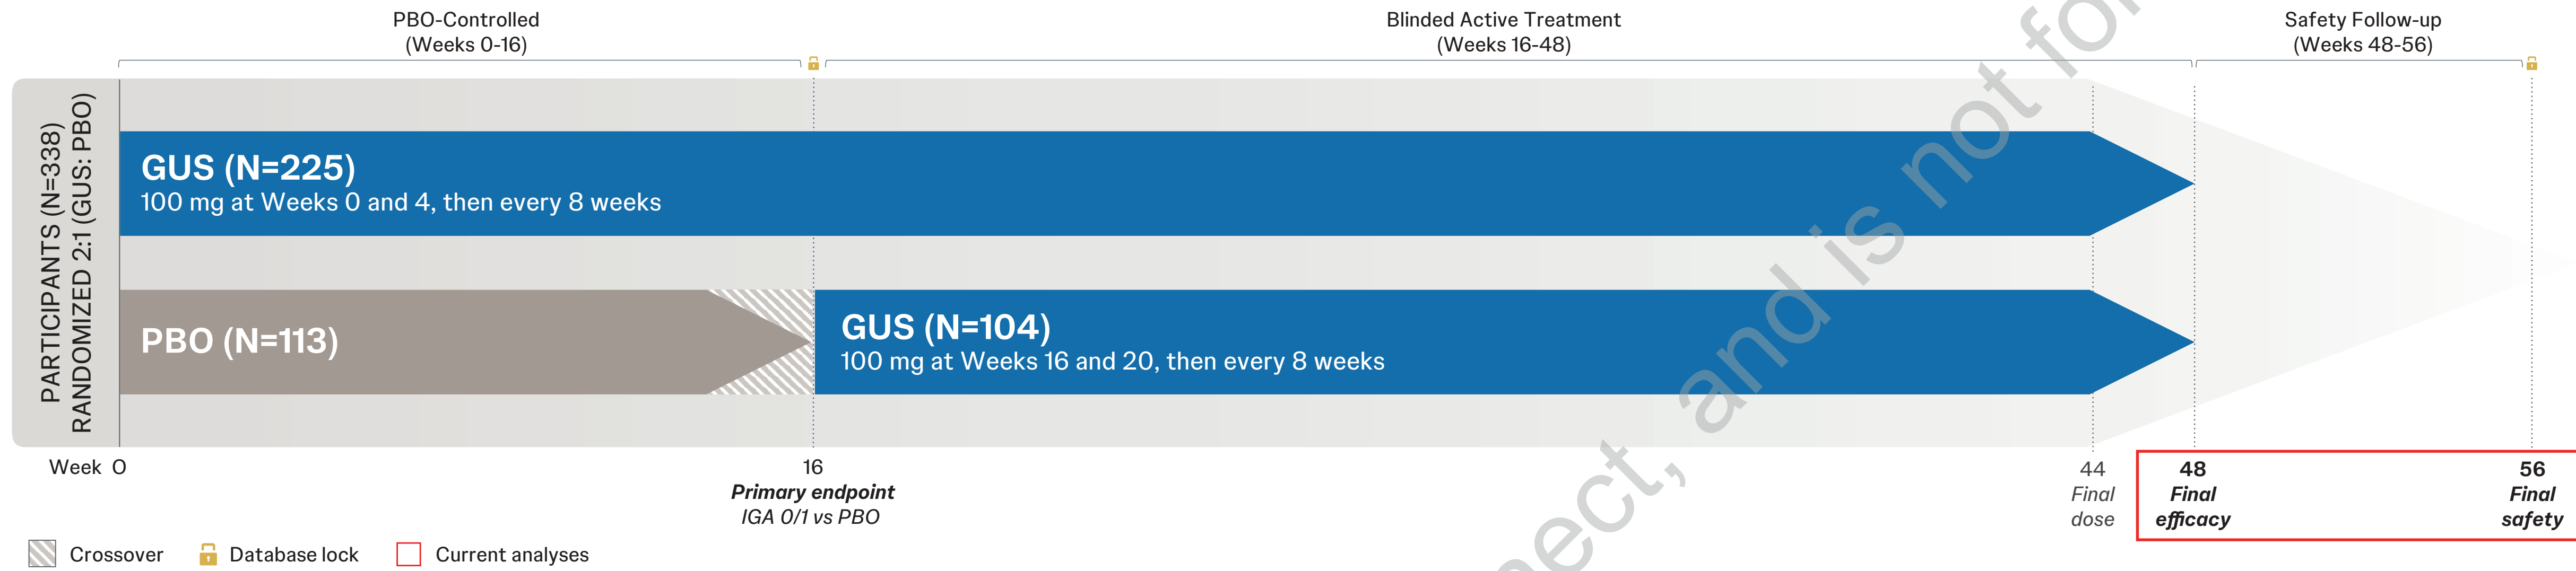 PBO-Controlled
(Weeks 0-16)
Blinded Active Treatment
(Weeks 16-48)
Safety Follow-up
(Weeks 48-56)
PARTICIPANTS (N=338)
RANDOMIZED 2:1 (GUS: PBO)
GUS (N=225)
100 mg at Weeks 0 and 4, then every 8 weeks
PBO (N=113)
GUS (N=104)
100 mg at Weeks 16 and 20, then every 8 weeks
Week 0
16
Primary endpoint
IGA 0/1 vs PBO
44
Final
dose
48
Final
efficacy
56
Final
safety
Crossover
Database lock
Current analyses
and is not